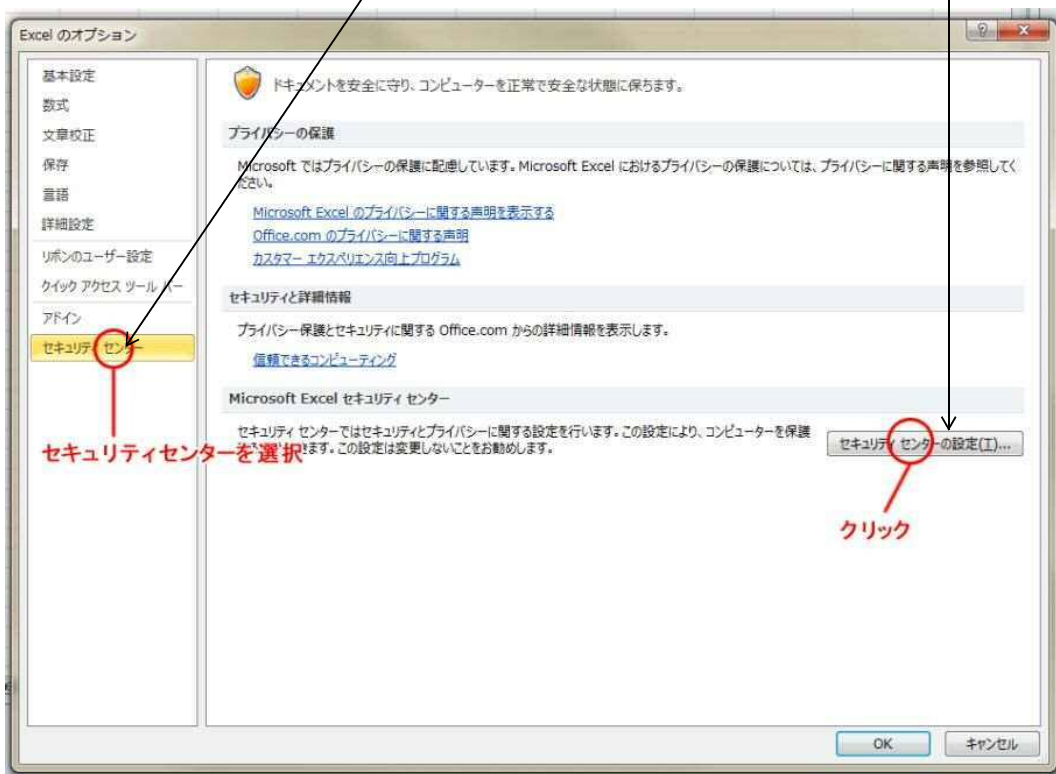 Excel のオプション
基本設定
数式
文章校正
保存
言語
詳細設定
リボンのユーザー設定
クイック アクセス ツール バー
アドイン
セキュリティ センター
セキュリティセンターを選択
ドキュメントを安全に守り、コンピューターを正常で安全な状態に保ちます。
プライバシーの保護
Microsoft ではプライバシーの保護に配慮しています。Microsoft Excel におけるプライバシーの保護については、プライバシーに関する声明を参照してく
ださい。
Microsoft Excel のプライバシーに関する声明を表示する
Office.com のプライバシーに関する声明
カスタマー エクスペリエンス向上プログラム
セキュリティと詳細情報
プライバシー保護とセキュリティに関する Office.com からの詳細情報を表示します。
信頼できるコンピューティング
Microsoft Excel セキュリティ センター
セキュリティ センターではセキュリティとプライバシーに関する設定を行います。この設定により、コンピューターを保護
ます。この設定は変更しないことをお勧めします。
セキュリティ センターの設定(T)...
クリック
OK
キャンセル